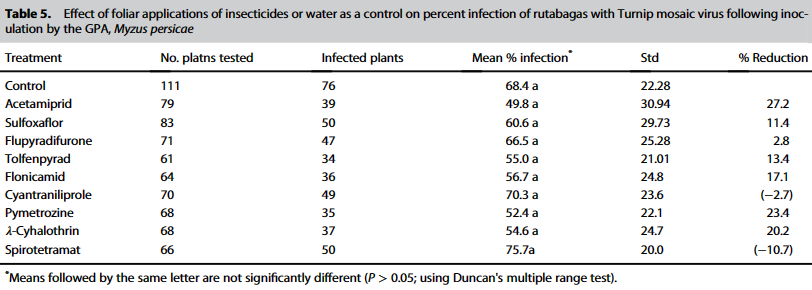 Table 5. Effect of foliar applications of insecticides or water as a control on percent infection of rutabagas with Turnip mosaic virus following inoc-
ulation by the GPA, Myzus persicae
Treatment No. platns tested Infected plants Mean % infection* Std % Reduction
Control 111 76 68.4 a 22.28
Acetamiprid 79 39 49.8 a 30.94 27.2
Sulfoxaflor 83 50 60.6 a 29.73 11.4
Flupyradifurone 71 47 66.5 a 25.28 2.8
Tolfenpyrad 61 34 55.0 a 21.01 13.4
Flonicamid 64 36 56.7 a 24.8 17.1
Cyantraniliprole 70 49 70.3 a 23.6 (−2.7)
Pymetrozine 68 35 52.4 a 22.1 23.4
λ-Cyhalothrin 68 37 54.6 a 24.7 20.2
Spirotetramat 66 50 75.7a 20.0 (−10.7)
*Means followed by the same letter are not significantly different (P > 0.05; using Duncan's multiple range test).